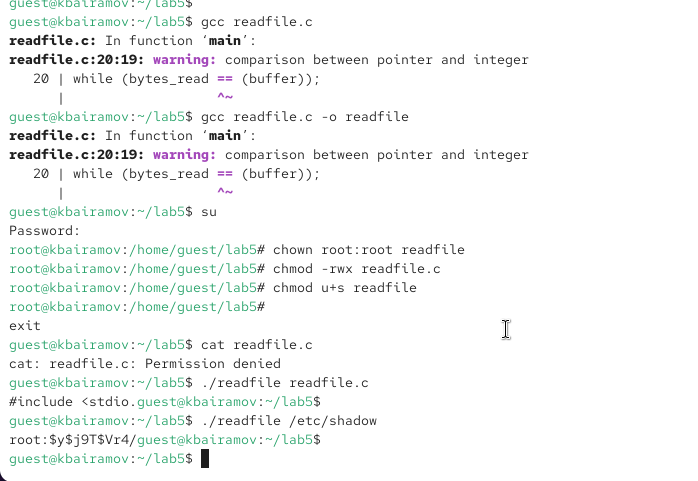 guest@kbairamov:~/lab5$
guest@kbairamov:~/lab5$ gcc readfile.c
readfile.c: In function ‘main’:
readfile.c:20:19: warning: comparison between pointer and integer
   20 | while (bytes_read == (buffer));
      |                   ^~
guest@kbairamov:~/lab5$ gcc readfile.c -o readfile
readfile.c: In function ‘main’:
readfile.c:20:19: warning: comparison between pointer and integer
   20 | while (bytes_read == (buffer));
      |                   ^~
guest@kbairamov:~/lab5$ su
Password:
root@kbairamov:/home/guest/lab5# chown root:root readfile
root@kbairamov:/home/guest/lab5# chmod -rwx readfile.c
root@kbairamov:/home/guest/lab5# chmod u+s readfile
root@kbairamov:/home/guest/lab5#
exit
guest@kbairamov:~/lab5$ cat readfile.c
cat: readfile.c: Permission denied
guest@kbairamov:~/lab5$ ./readfile readfile.c
#include <stdio.guest@kbairamov:~/lab5$
guest@kbairamov:~/lab5$ ./readfile /etc/shadow
root:$y$j9T$Vr4/guest@kbairamov:~/lab5$
guest@kbairamov:~/lab5$